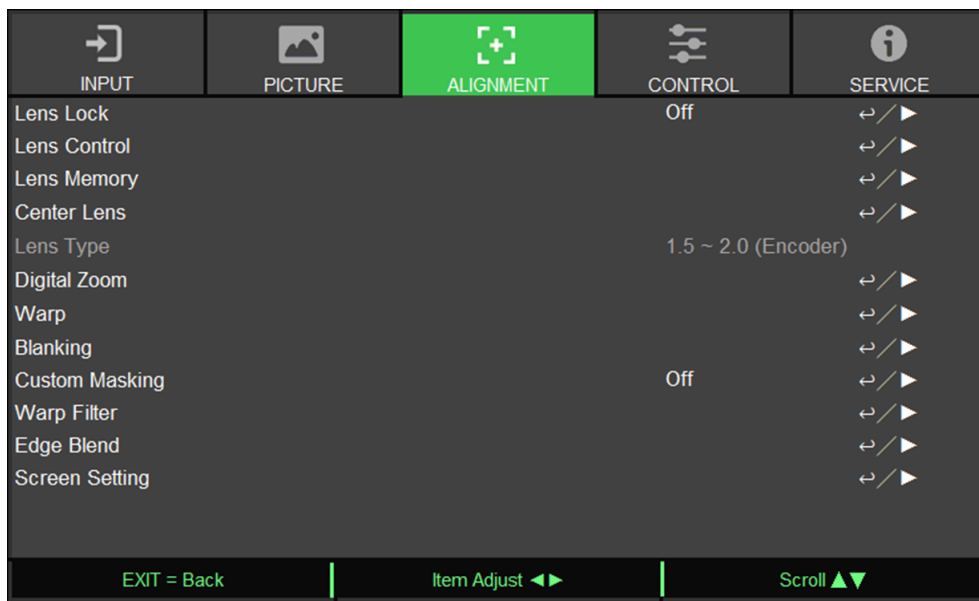 INPUT PICTURE ALIGNMENT CONTROL SERVICE
Lens Lock Off ↩/▶
Lens Control ↩/▶
Lens Memory ↩/▶
Center Lens ↩/▶
Lens Type 1.5 ~ 2.0 (Encoder)
Digital Zoom ↩/▶
Warp ↩/▶
Blanking ↩/▶
Custom Masking Off ↩/▶
Warp Filter ↩/▶
Edge Blend ↩/▶
Screen Setting ↩/▶
EXIT = Back Item Adjust ◀▶ Scroll ▲▼